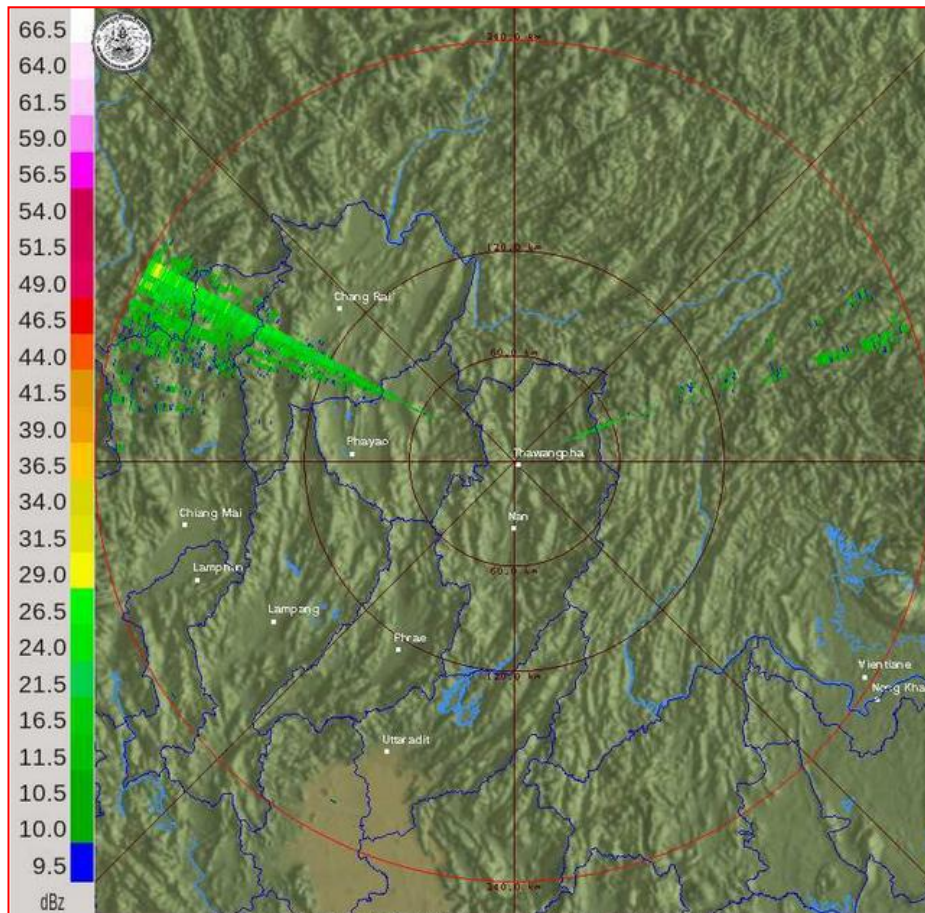 66.5
64.0
61.5
59.0
56.5
54.0
51.5
49.0
46.5
44.0
41.5
39.0
36.5
34.0
31.5
29.0
26.5
24.0
21.5
16.5
11.5
10.5
10.0
9.5
dBz
240.0 km
120.0 km
Chang Rai
60.0 km
Phayao
Thawangpha
Chiang Mai
Nan
60.0 km
Lamphun
Lampang
Phrae
120.0 km
Vientiane
Nong Kha
Uttaradit
240.0 km